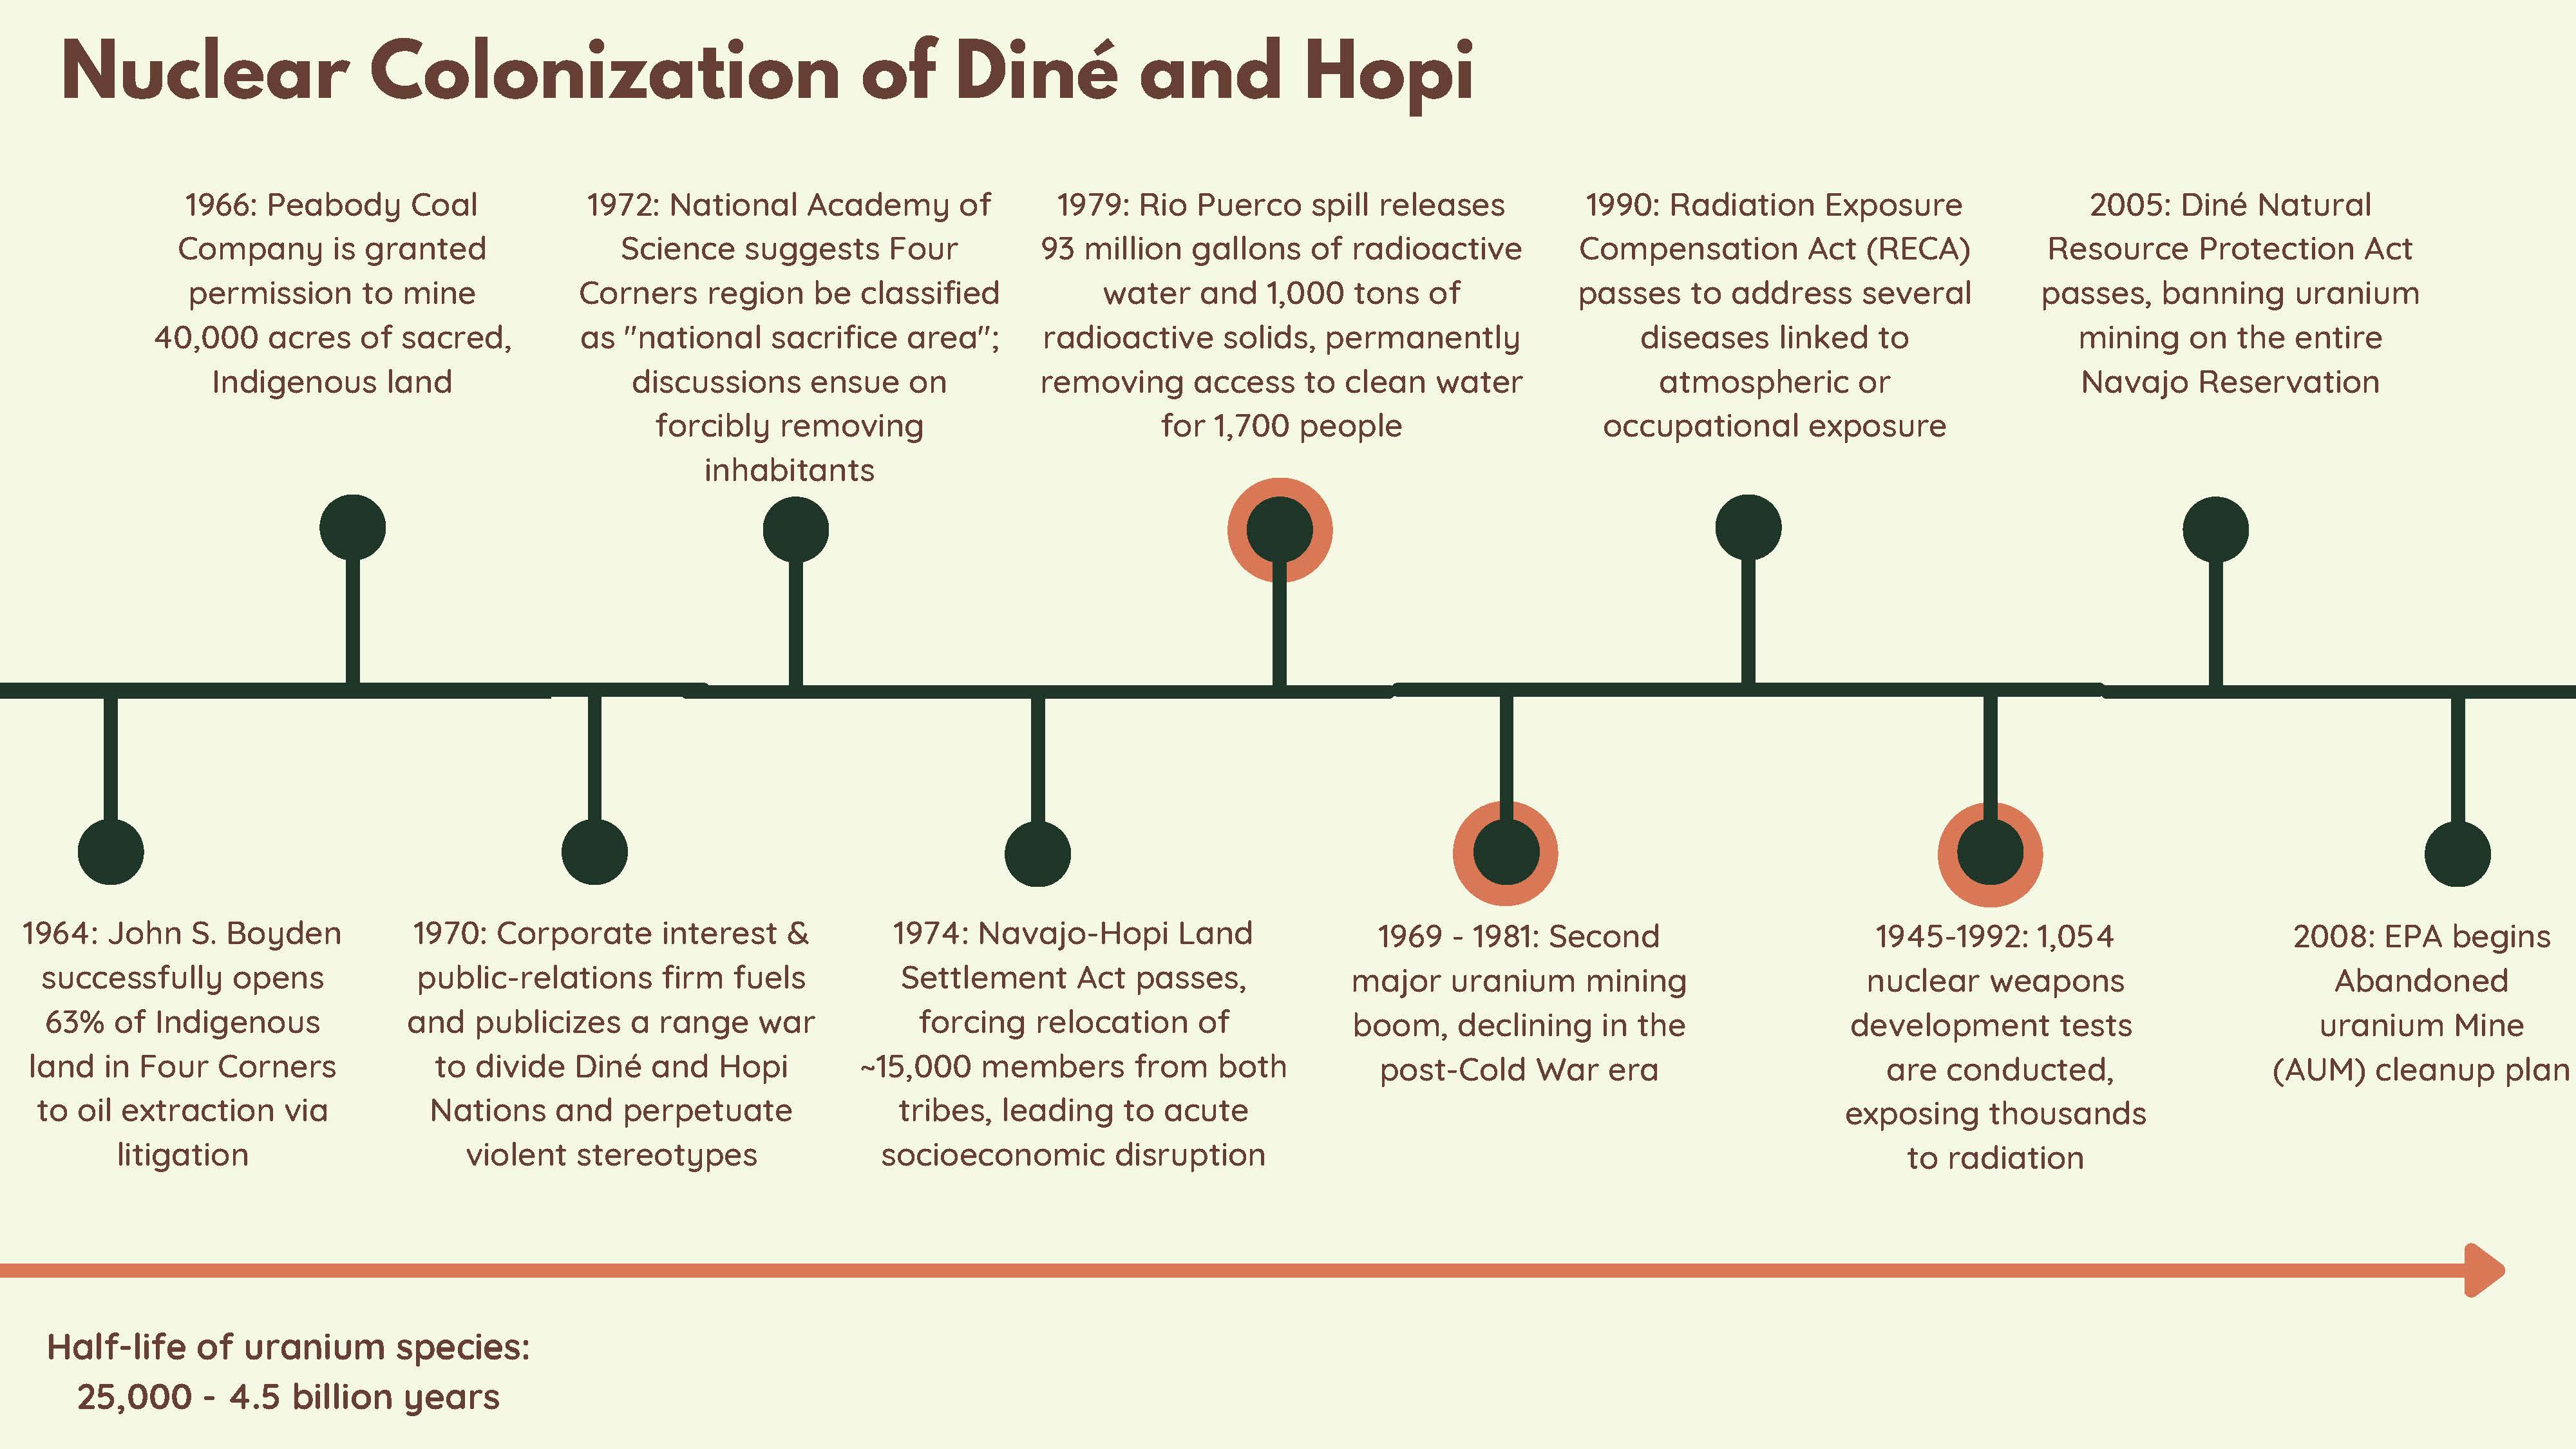 Nuclear Colonization of Diné and Hopi
1966: Peabody Coal
Company is granted
permission to mine
40,000 acres of sacred,
Indigenous land
1972: National Academy of
Science suggests Four
Corners region be classified
as "national sacrifice area";
discussions ensue on
forcibly removing
inhabitants
1979: Rio Puerco spill releases
93 million gallons of radioactive
water and 1,000 tons of
radioactive solids, permanently
removing access to clean water
for 1,700 people
1990: Radiation Exposure
Compensation Act (RECA)
passes to address several
diseases linked to
atmospheric or
occupational exposure
2005: Diné Natural
Resource Protection Act
passes, banning uranium
mining on the entire
Navajo Reservation
1964: John S. Boyden
successfully opens
63% of Indigenous
land in Four Corners
to oil extraction via
litigation
1970: Corporate interest &
public-relations firm fuels
and publicizes a range war
to divide Diné and Hopi
Nations and perpetuate
violent stereotypes
1974: Navajo-Hopi Land
Settlement Act passes,
forcing relocation of
~15,000 members from both
tribes, leading to acute
socioeconomic disruption
1969 - 1981: Second
major uranium mining
boom, declining in the
post-Cold War era
1945-1992: 1,054
nuclear weapons
development tests
are conducted,
exposing thousands
to radiation
2008: EPA begins
Abandoned
uranium Mine
(AUM) cleanup plan
Half-life of uranium species:
25,000 - 4.5 billion years